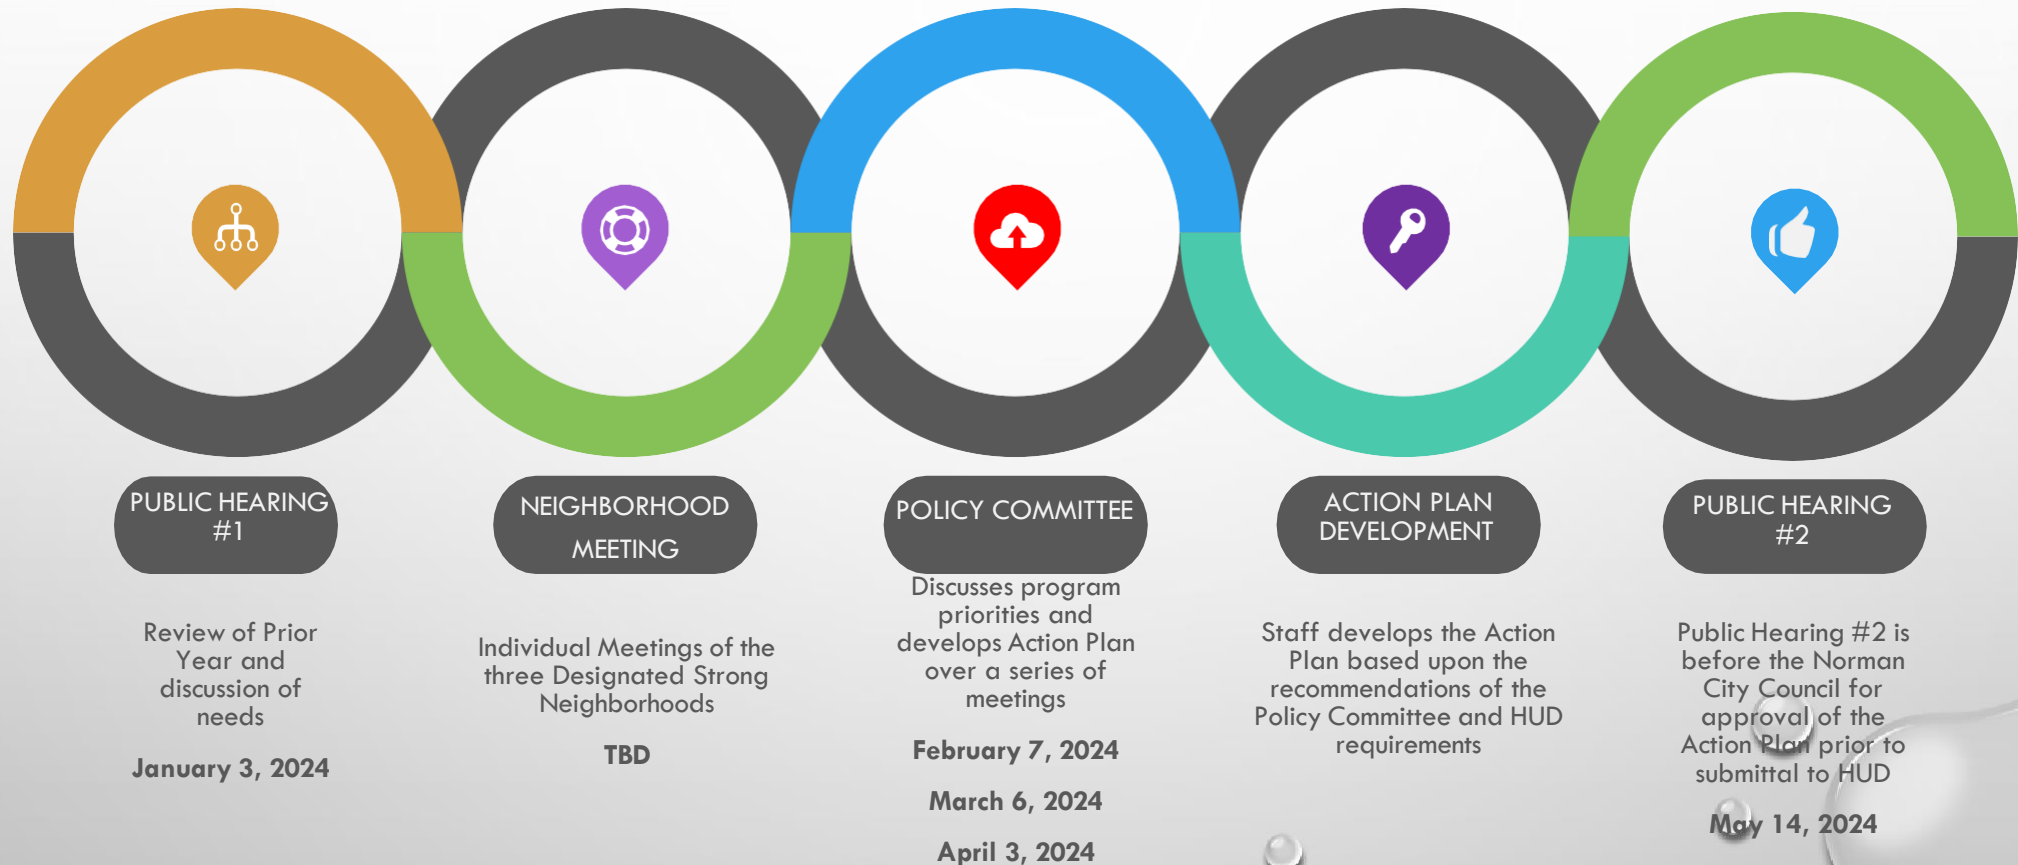 PUBLIC HEARING
#1
Review of Prior
Year and
discussion of
needs
January 3, 2024
NEIGHBORHOOD
MEETING
Individual Meetings of the
three Designated Strong
Neighborhoods
TBD
POLICY COMMITTEE
Discusses program
priorities and
develops Action Plan
over a series of
meetings
February 7, 2024
March 6, 2024
April 3, 2024
ACTION PLAN
DEVELOPMENT
Staff develops the Action
Plan based upon the
recommendations of the
Policy Committee and HUD
requirements
PUBLIC HEARING
#2
Public Hearing #2 is
before the Norman
City Council for
approval of the
Action Plan prior to
submittal to HUD
May 14, 2024